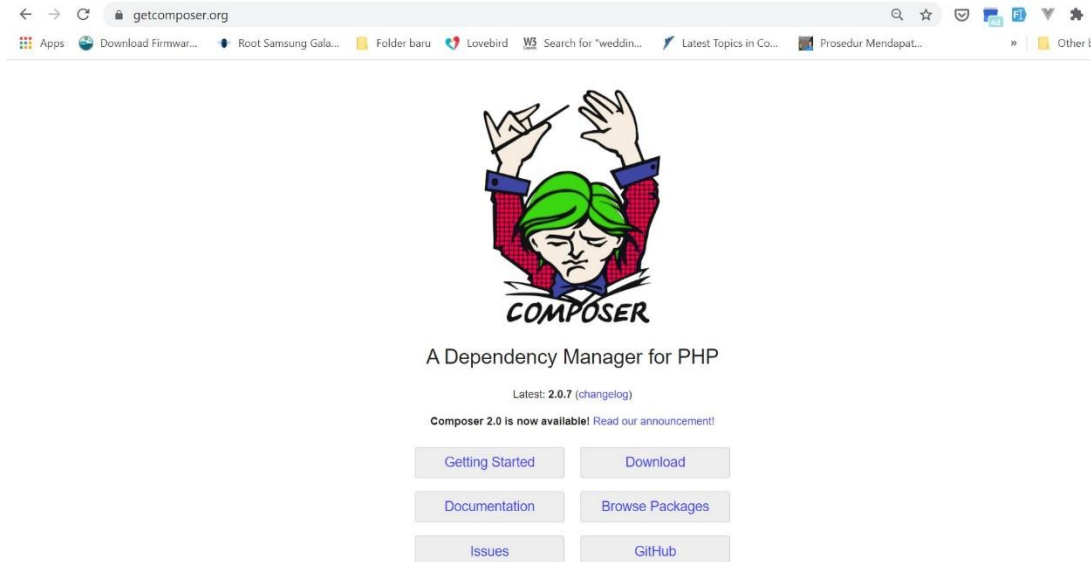 getcomposer.org
Apps Download Firmwar... Root Samsung Gala... Folder baru Lovebird W3 Search for "weddin... Latest Topics in Co... Prosedur Mendapat... » Other b
COMPOSER
A Dependency Manager for PHP
Latest: 2.0.7 (changelog)
Composer 2.0 is now available! Read our announcement!
Getting Started Download
Documentation Browse Packages
Issues GitHub